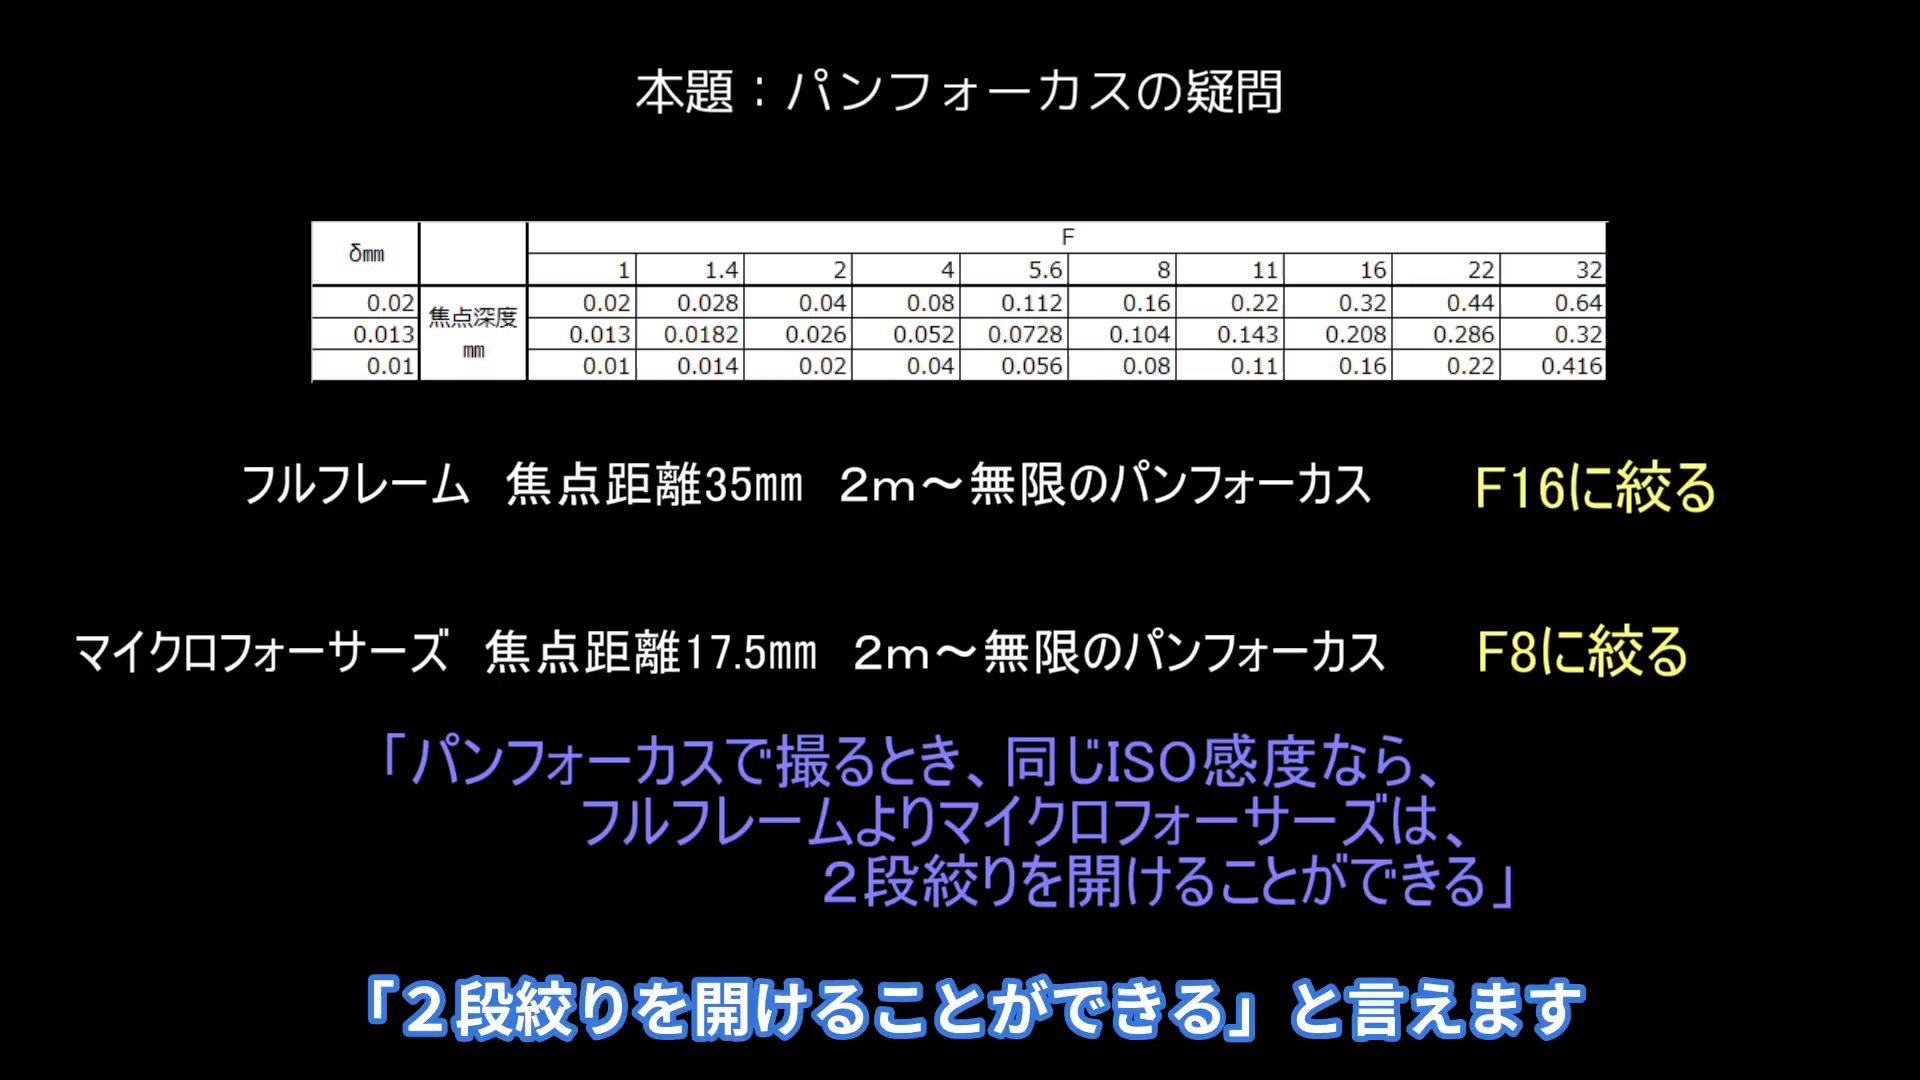 本題：パンフォーカスの疑問
δmm F
1 1.4 2 4 5.6 8 11 16 22 32
0.02 焦点深度 mm 0.02 0.028 0.04 0.08 0.112 0.16 0.22 0.32 0.44 0.64
0.013 0.013 0.0182 0.026 0.052 0.0728 0.104 0.143 0.208 0.286 0.32
0.01 0.01 0.014 0.02 0.04 0.056 0.08 0.11 0.16 0.22 0.416
フルフレーム 焦点距離35mm 2m～無限のパンフォーカス F16に絞る
マイクロフォーサーズ 焦点距離17.5mm 2m～無限のパンフォーカス F8に絞る
「パンフォーカスで撮るとき、同じISO感度なら、
フルフレームよりマイクロフォーサーズは、
２段絞りを開けることができる」
「２段絞りを開けることができる」と言えます